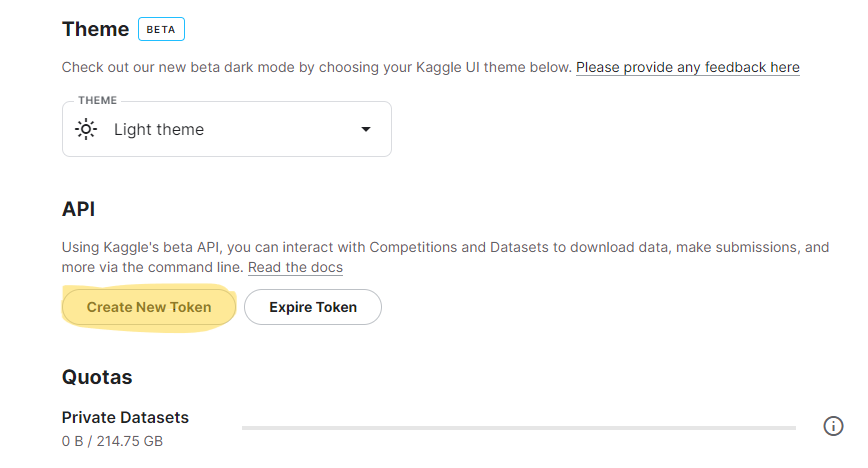 Theme BETA
Check out our new beta dark mode by choosing your Kaggle UI theme below. Please provide any feedback here
THEME
Light theme
API
Using Kaggle's beta API, you can interact with Competitions and Datasets to download data, make submissions, and
more via the command line. Read the docs
Create New Token Expire Token
Quotas
Private Datasets
0 B / 214.75 GB